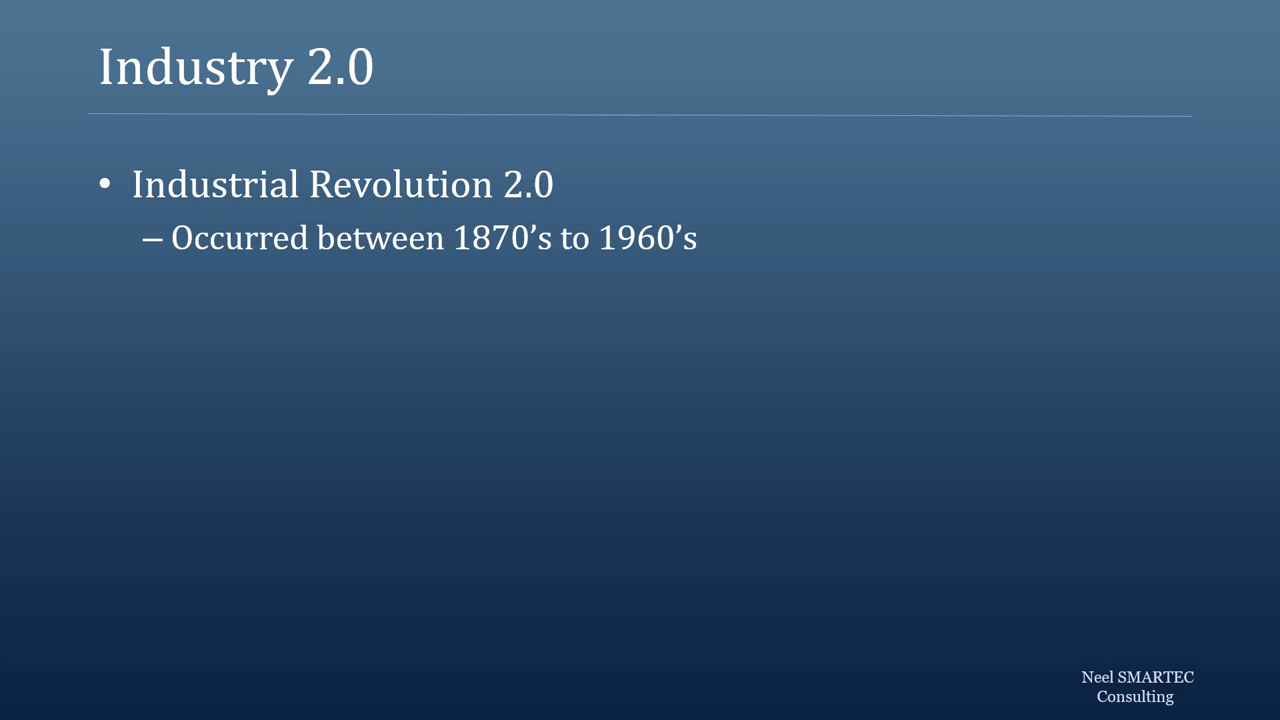 Industry 2.0
• Industrial Revolution 2.0
– Occurred between 1870’s to 1960’s
Neel SMARTEC
Consulting